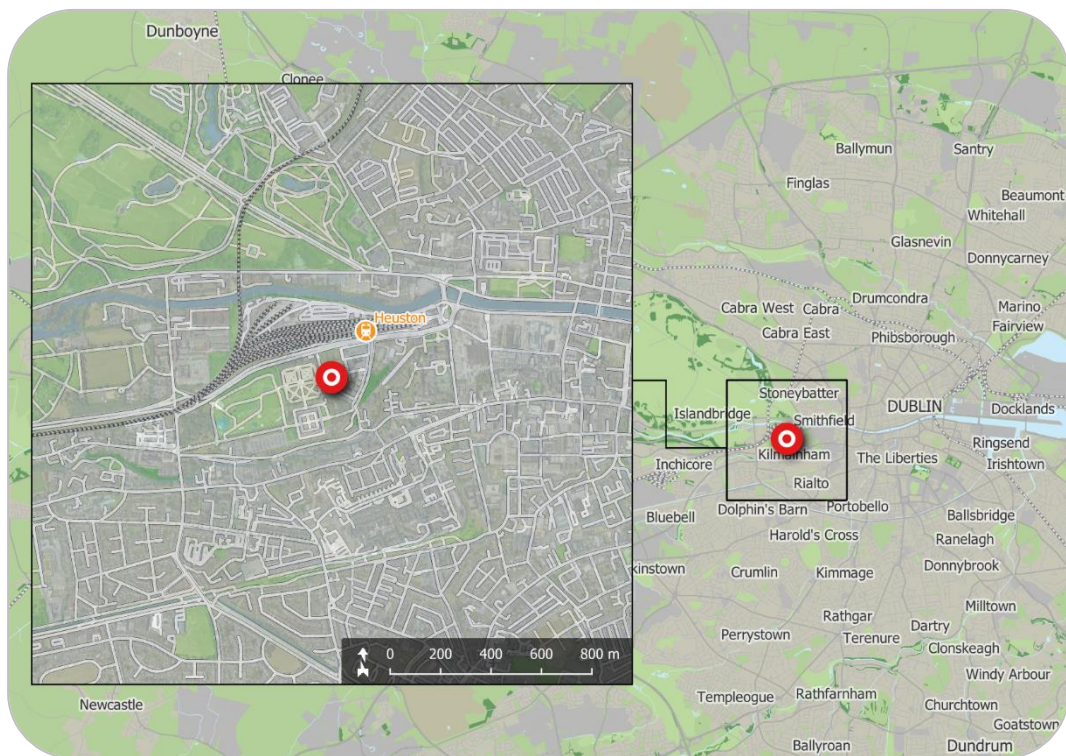 Dunboyne
Clonee
Ballymun
Santry
Finglas
Beaumont
Whitehall
Glasnevin
Donnycarney
Cabra West
Cabra
Drumcondra
Marino
Fairview
Cabra East
Phibsborough
Heuston
Stoneybatter
Islandbridge
Smithfield
DUBLIN
Docklands
Kilmainham
The Liberties
Ringsend
Irishtown
Inchicore
Rialto
Bluebell
Dolphin's Barn
Portobello
Ballsbridge
Harold's Cross
Ranelagh
kinstown
Crumlin
Kimmage
Donnybrook
Milltown
Rathgar
Dartry
Perrystown
Terenure
Clonskeagh
0 200 400 600 800 m
Windy Arbour
Newcastle
Templeogue
Rathfarnham
Churchtown
Goatstown
Ballyroan
Dundrum